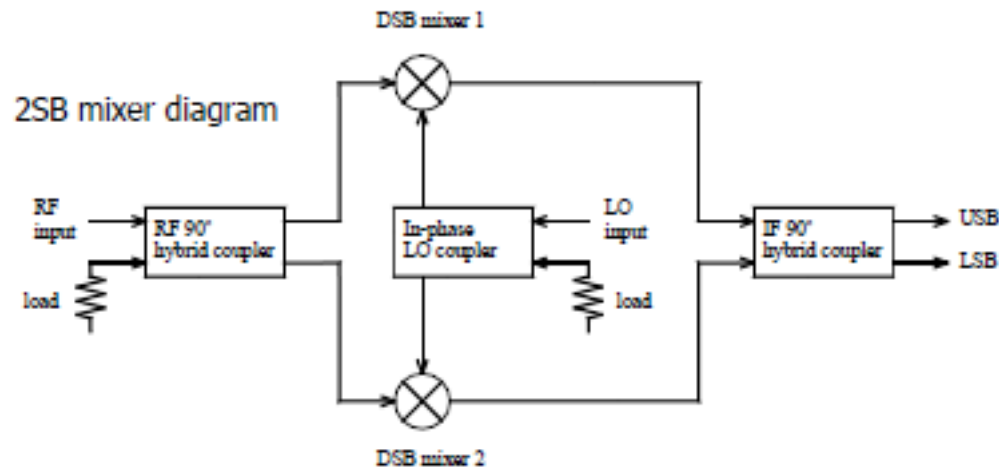 DSB mixer 1
2SB mixer diagram
RF
input
RF 90°
hybrid coupler
In-phase
LO coupler
LO
input
IF 90°
hybrid coupler
USB
LSB
load
load
DSB mixer 2